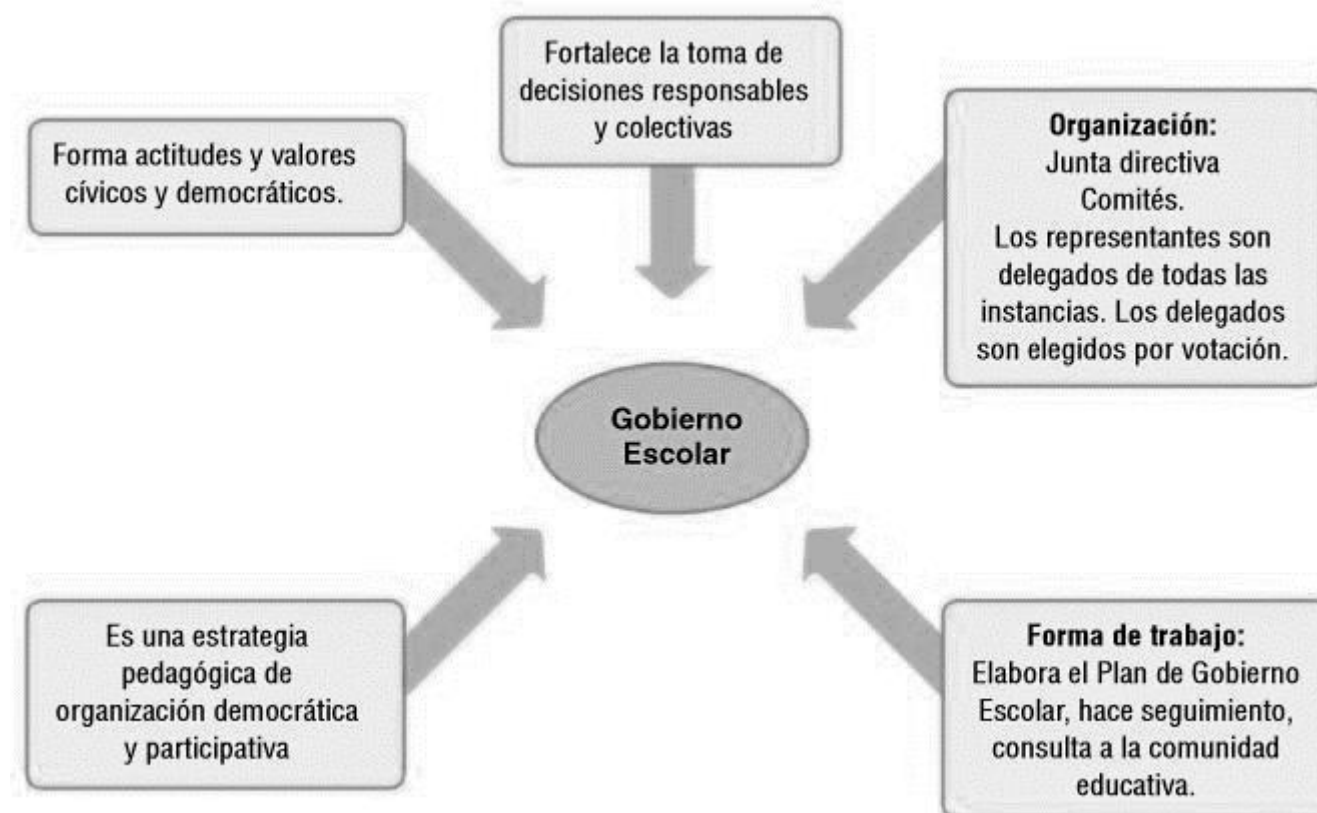 Fortalece la toma de
decisiones responsables
y colectivas
Forma actitudes y valores
cívicos y democráticos.
Organización:
Junta directiva
Comités.
Los representantes son
delegados de todas las
instancias. Los delegados
son elegidos por votación.
Gobierno
Escolar
Es una estrategia
pedagógica de
organización democrática
y participativa
Forma de trabajo:
Elabora el Plan de Gobierno
Escolar, hace seguimiento,
consulta a la comunidad
educativa.